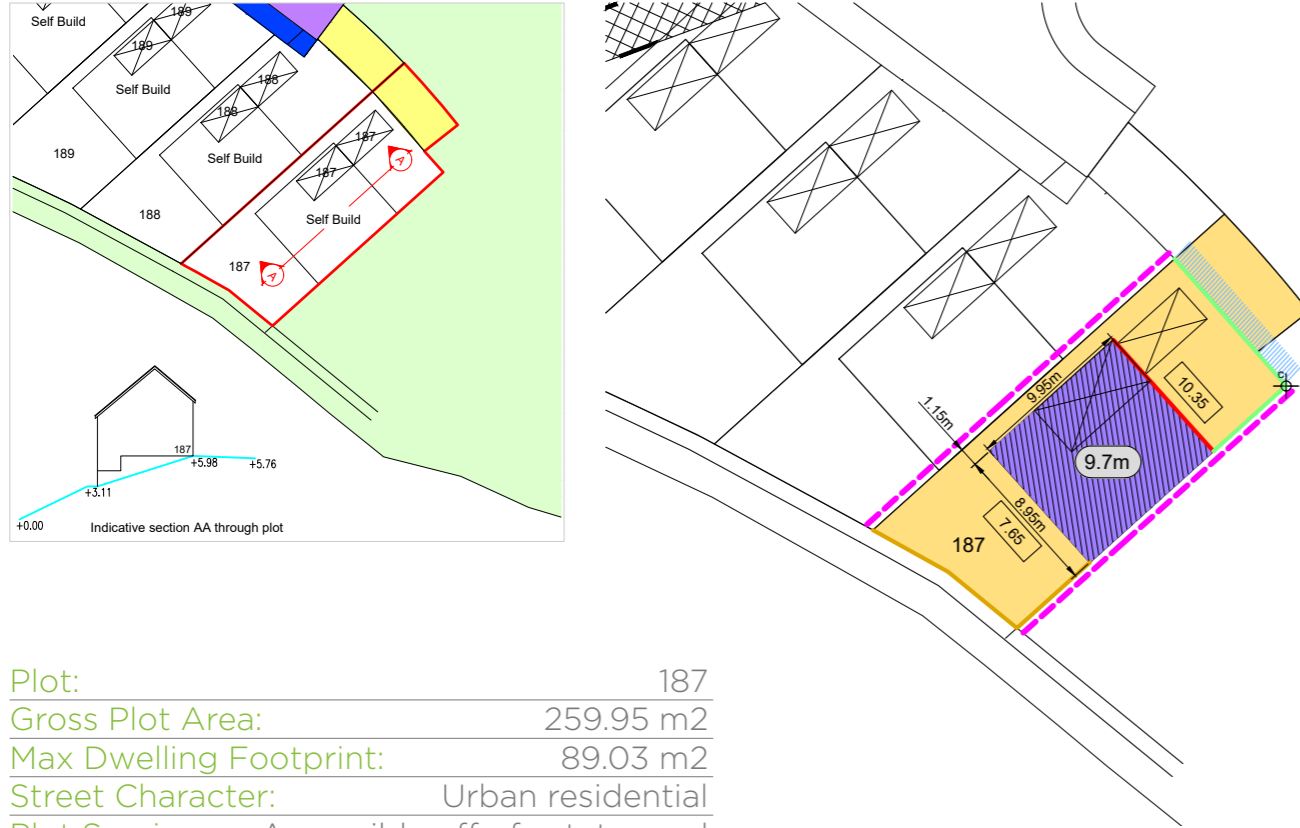 Self Build
189
189
Self Build
188
188
Self Build
189
187
187
188
Self Build
187
A
A
187
+5.98
+5.76
+3.11
+0.00
Indicative section AA through plot
9.95m
1.15m
10.35
9.7m
8.95m
7.65
187
Plot: 187
Gross Plot Area: 259.95 m2
Max Dwelling Footprint: 89.03 m2
Street Character: Urban residential